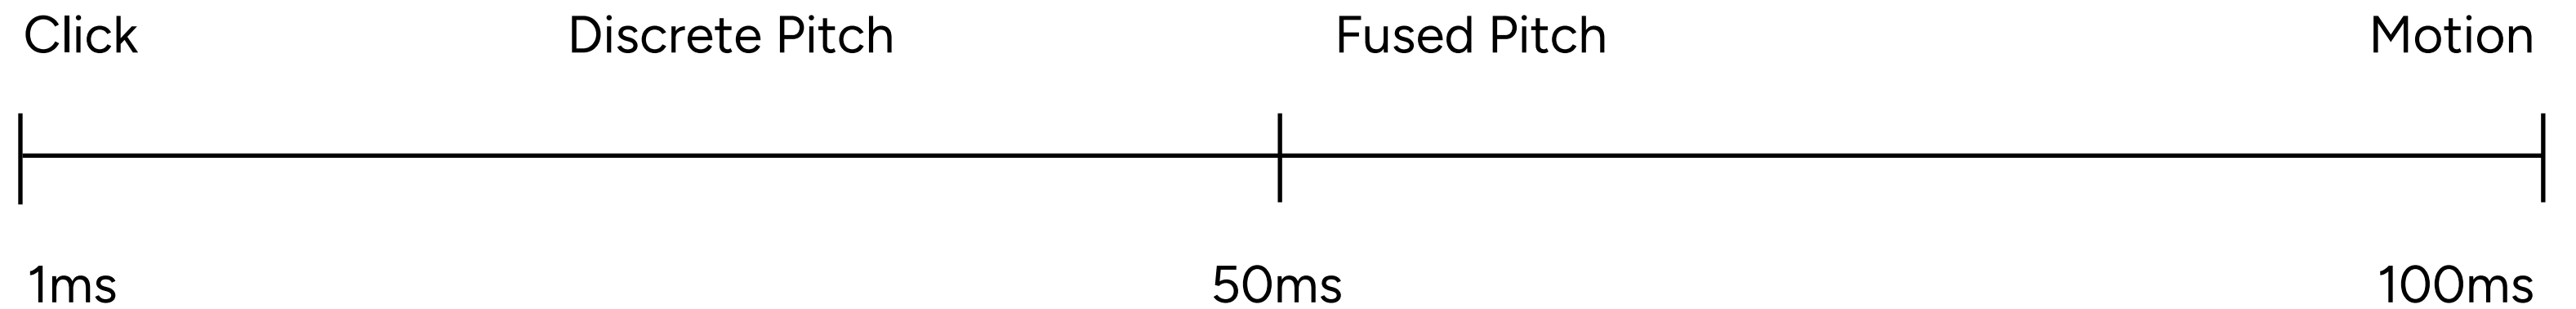 Click Discrete Pitch Fused Pitch Motion
1ms 50ms 100ms